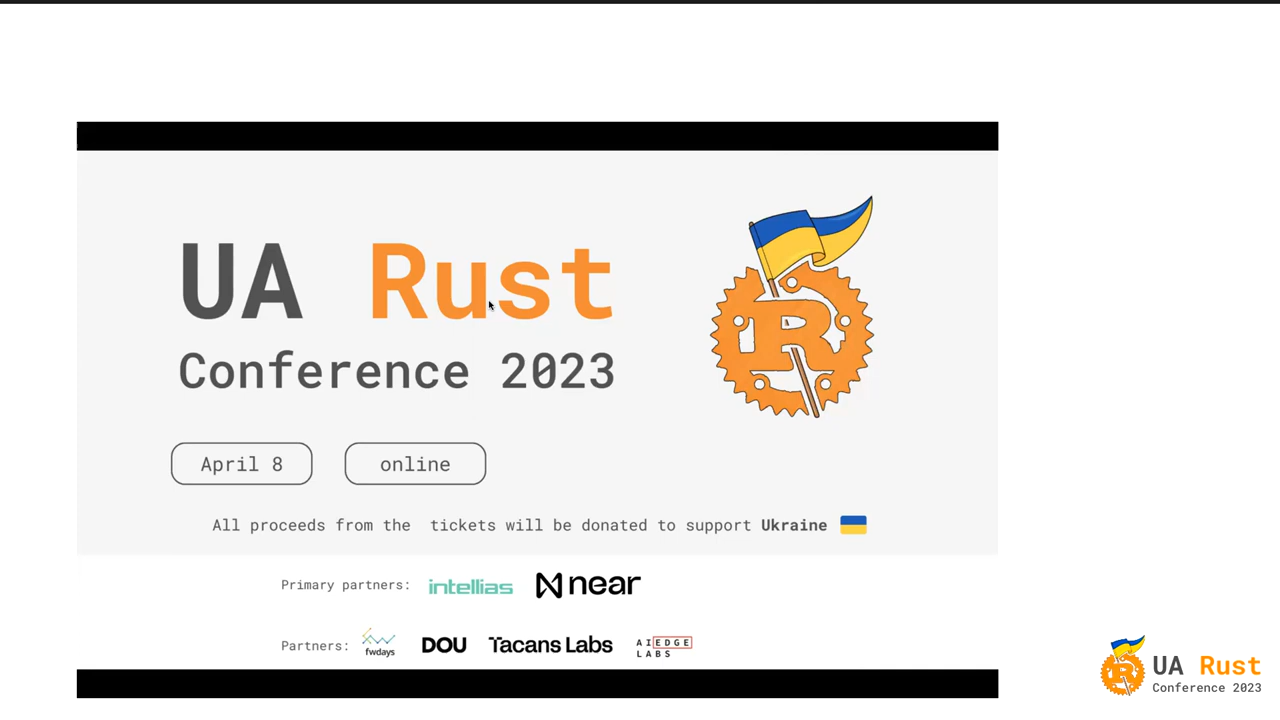 UA Rust
Conference 2023
April 8
online
All proceeds from the tickets will be donated to support Ukraine
Primary partners: intellias near
Partners: fwdays DOU Tacans Labs AI EDGE LABS
R
UA Rust
Conference 2023